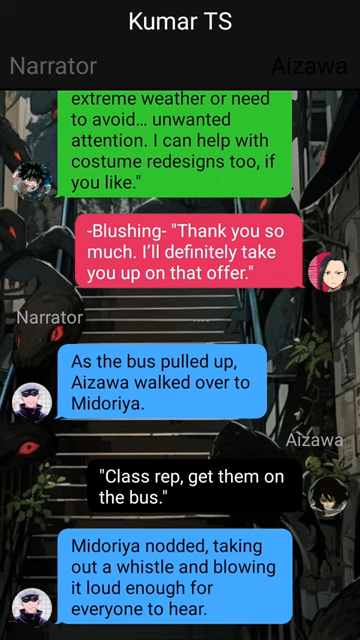 Kumar TS
Narrator
Aizawa
extreme weather or need
to avoid... unwanted
attention. I can help with
costume redesigns too, if
you like."
-Blushing- "Thank you so
much. I'll definitely take
you up on that offer."
Narrator
As the bus pulled up,
Aizawa walked over to
Midoriya.
Aizawa
"Class rep, get them on
the bus."
Midoriya nodded, taking
out a whistle and blowing
it loud enough for
everyone to hear.